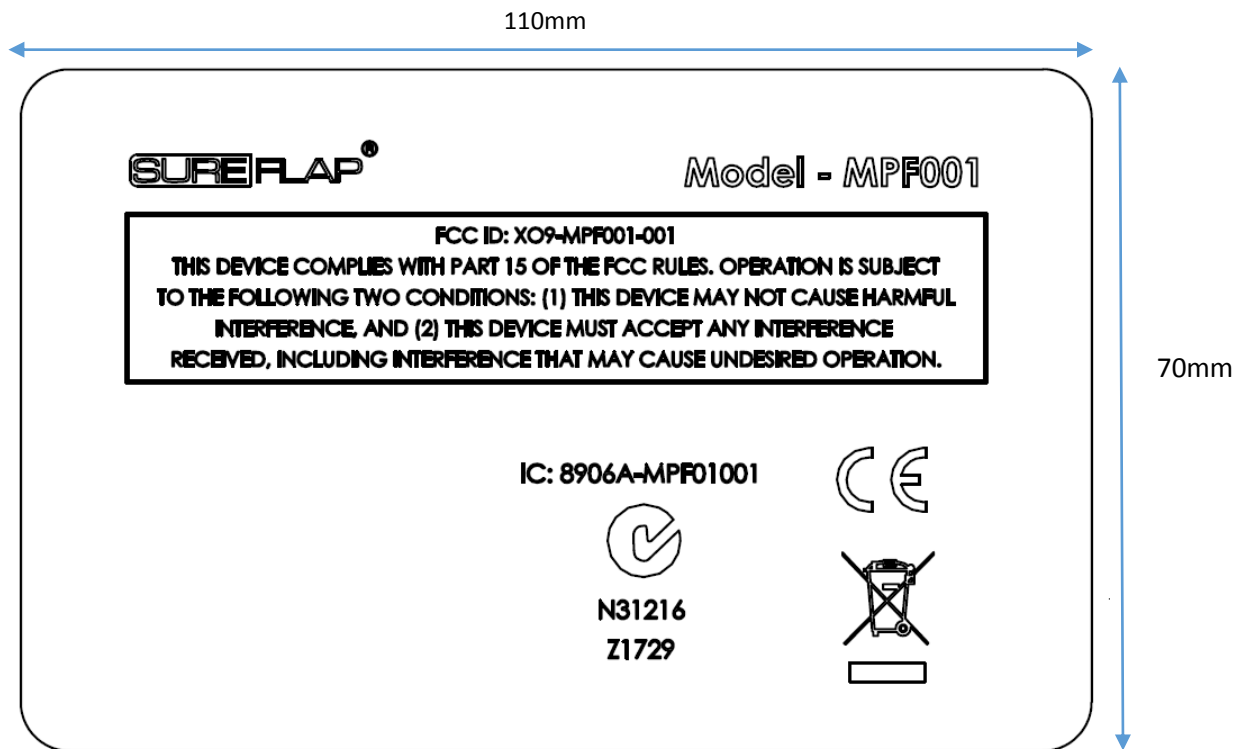 110mm
SUREFLAP®
Model - MPF001
FCC ID: XO9-MPF001-001
THIS DEVICE COMPLIES WITH PART 15 OF THE FCC RULES. OPERATION IS SUBJECT
TO THE FOLLOWING TWO CONDITIONS: (1) THIS DEVICE MAY NOT CAUSE HARMFUL
INTERFERENCE, AND (2) THIS DEVICE MUST ACCEPT ANY INTERFERENCE
RECEIVED, INCLUDING INTERFERENCE THAT MAY CAUSE UNDESIRED OPERATION.
70mm
IC: 8906A-MPF01001
CE
N31216
Z1729